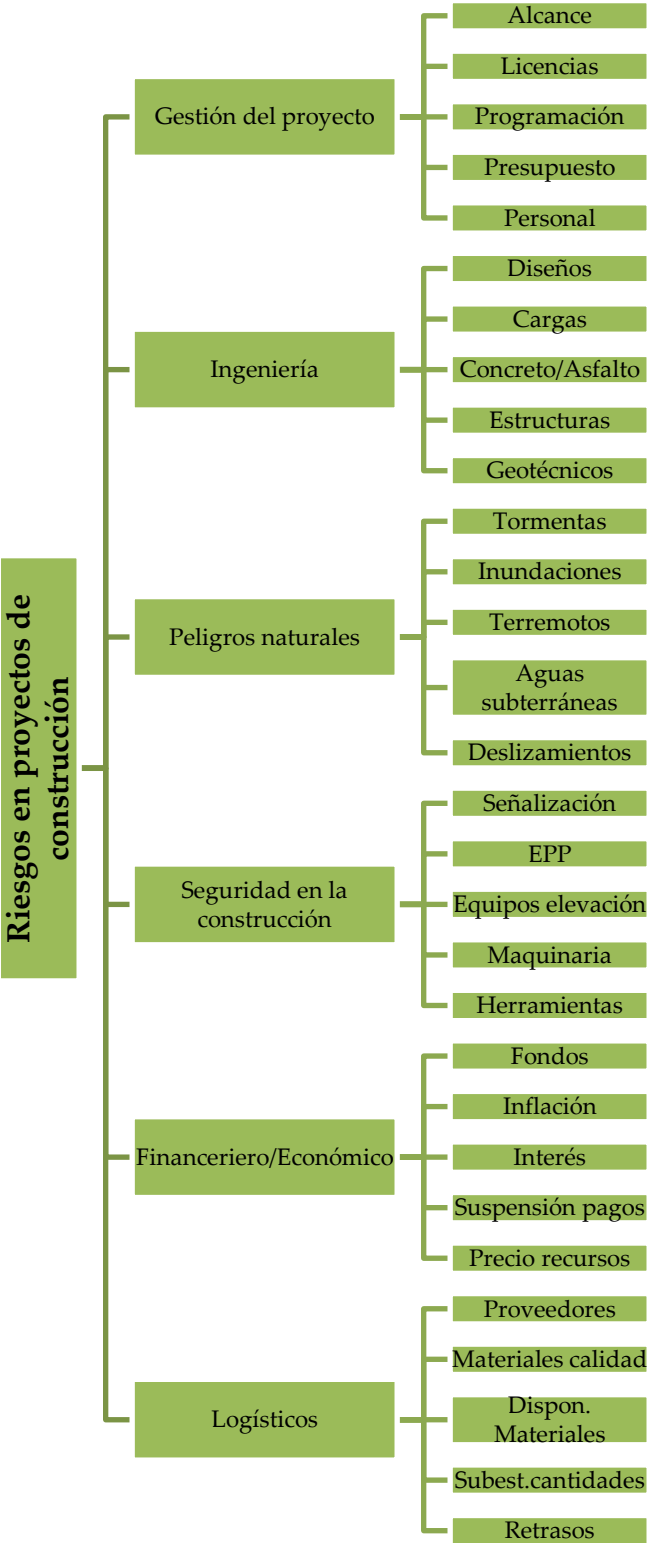 Riesgos en proyectos de
construcción
Gestión del proyecto
Alcance
Licencias
Programación
Presupuesto
Personal
Ingeniería
Diseños
Cargas
Concreto/Asfalto
Estructuras
Geotécnicos
Peligros naturales
Tormentas
Inundaciones
Terremotos
Aguas
subterráneas
Deslizamientos
Seguridad en la
construcción
Señalización
EPP
Equipos elevación
Maquinaria
Herramientas
Financeriero/Económico
Fondos
Inflación
Interés
Suspensión pagos
Precio recursos
Logísticos
Proveedores
Materiales calidad
Dispon.
Materiales
Subest.cantidades
Retrasos